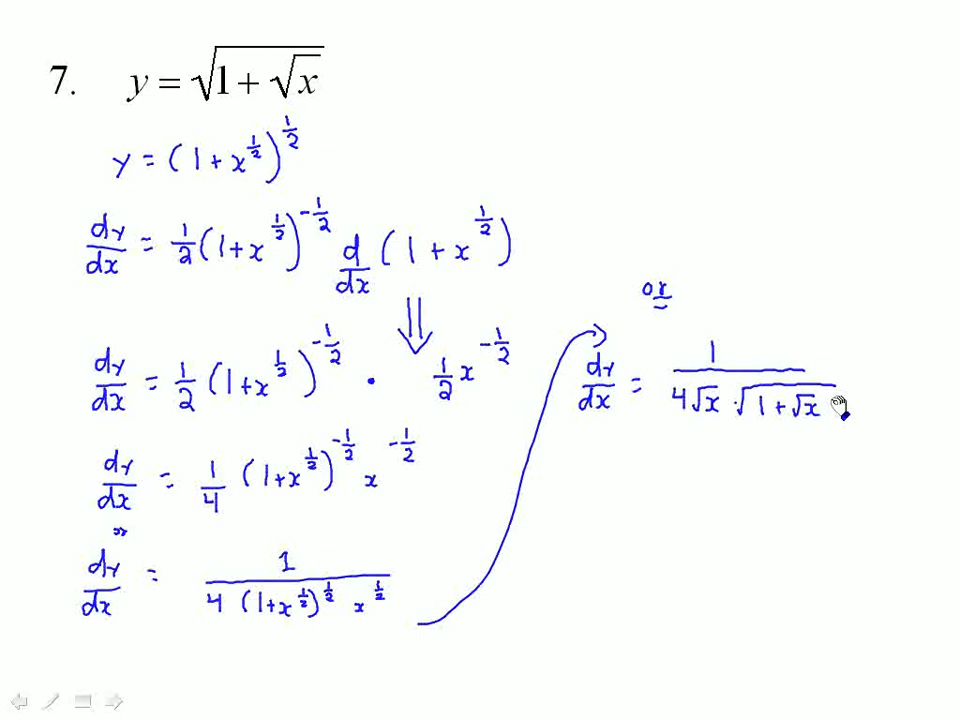 7. y = √(1 + √x)
y = (1 + x^(1/2))^(1/2)
dy/dx = 1/2 (1 + x^(1/2))^(-1/2) d/dx (1 + x^(1/2))
⇓
dy/dx = 1/2 (1 + x^(1/2))^(-1/2) · 1/2 x^(-1/2)
dy/dx = 1/4 (1 + x^(1/2))^(-1/2) x^(-1/2)
or
dy/dx = 1 / (4 (1 + x^(1/2))^(1/2) x^(1/2))
or
dy/dx = 1 / (4√x · √(1 + √x))